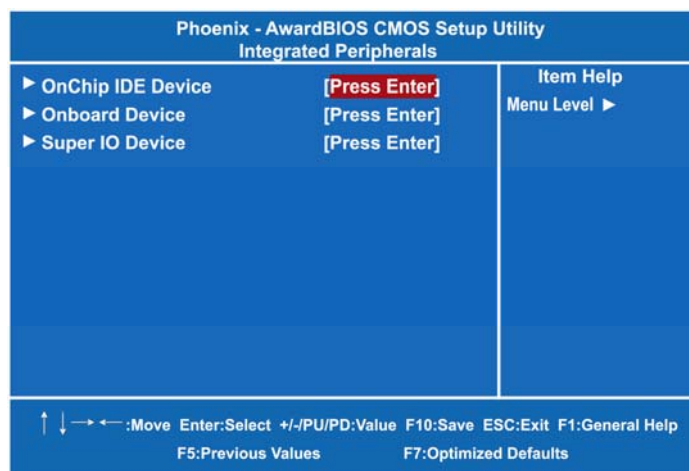 Phoenix - AwardBIOS CMOS Setup Utility
Integrated Peripherals
► OnChip IDE Device [Press Enter]
► Onboard Device [Press Enter]
► Super IO Device [Press Enter]
Item Help
Menu Level ►
↑ ↓ → ← :Move Enter:Select +/-/PU/PD:Value F10:Save ESC:Exit F1:General Help
F5:Previous Values F7:Optimized Defaults